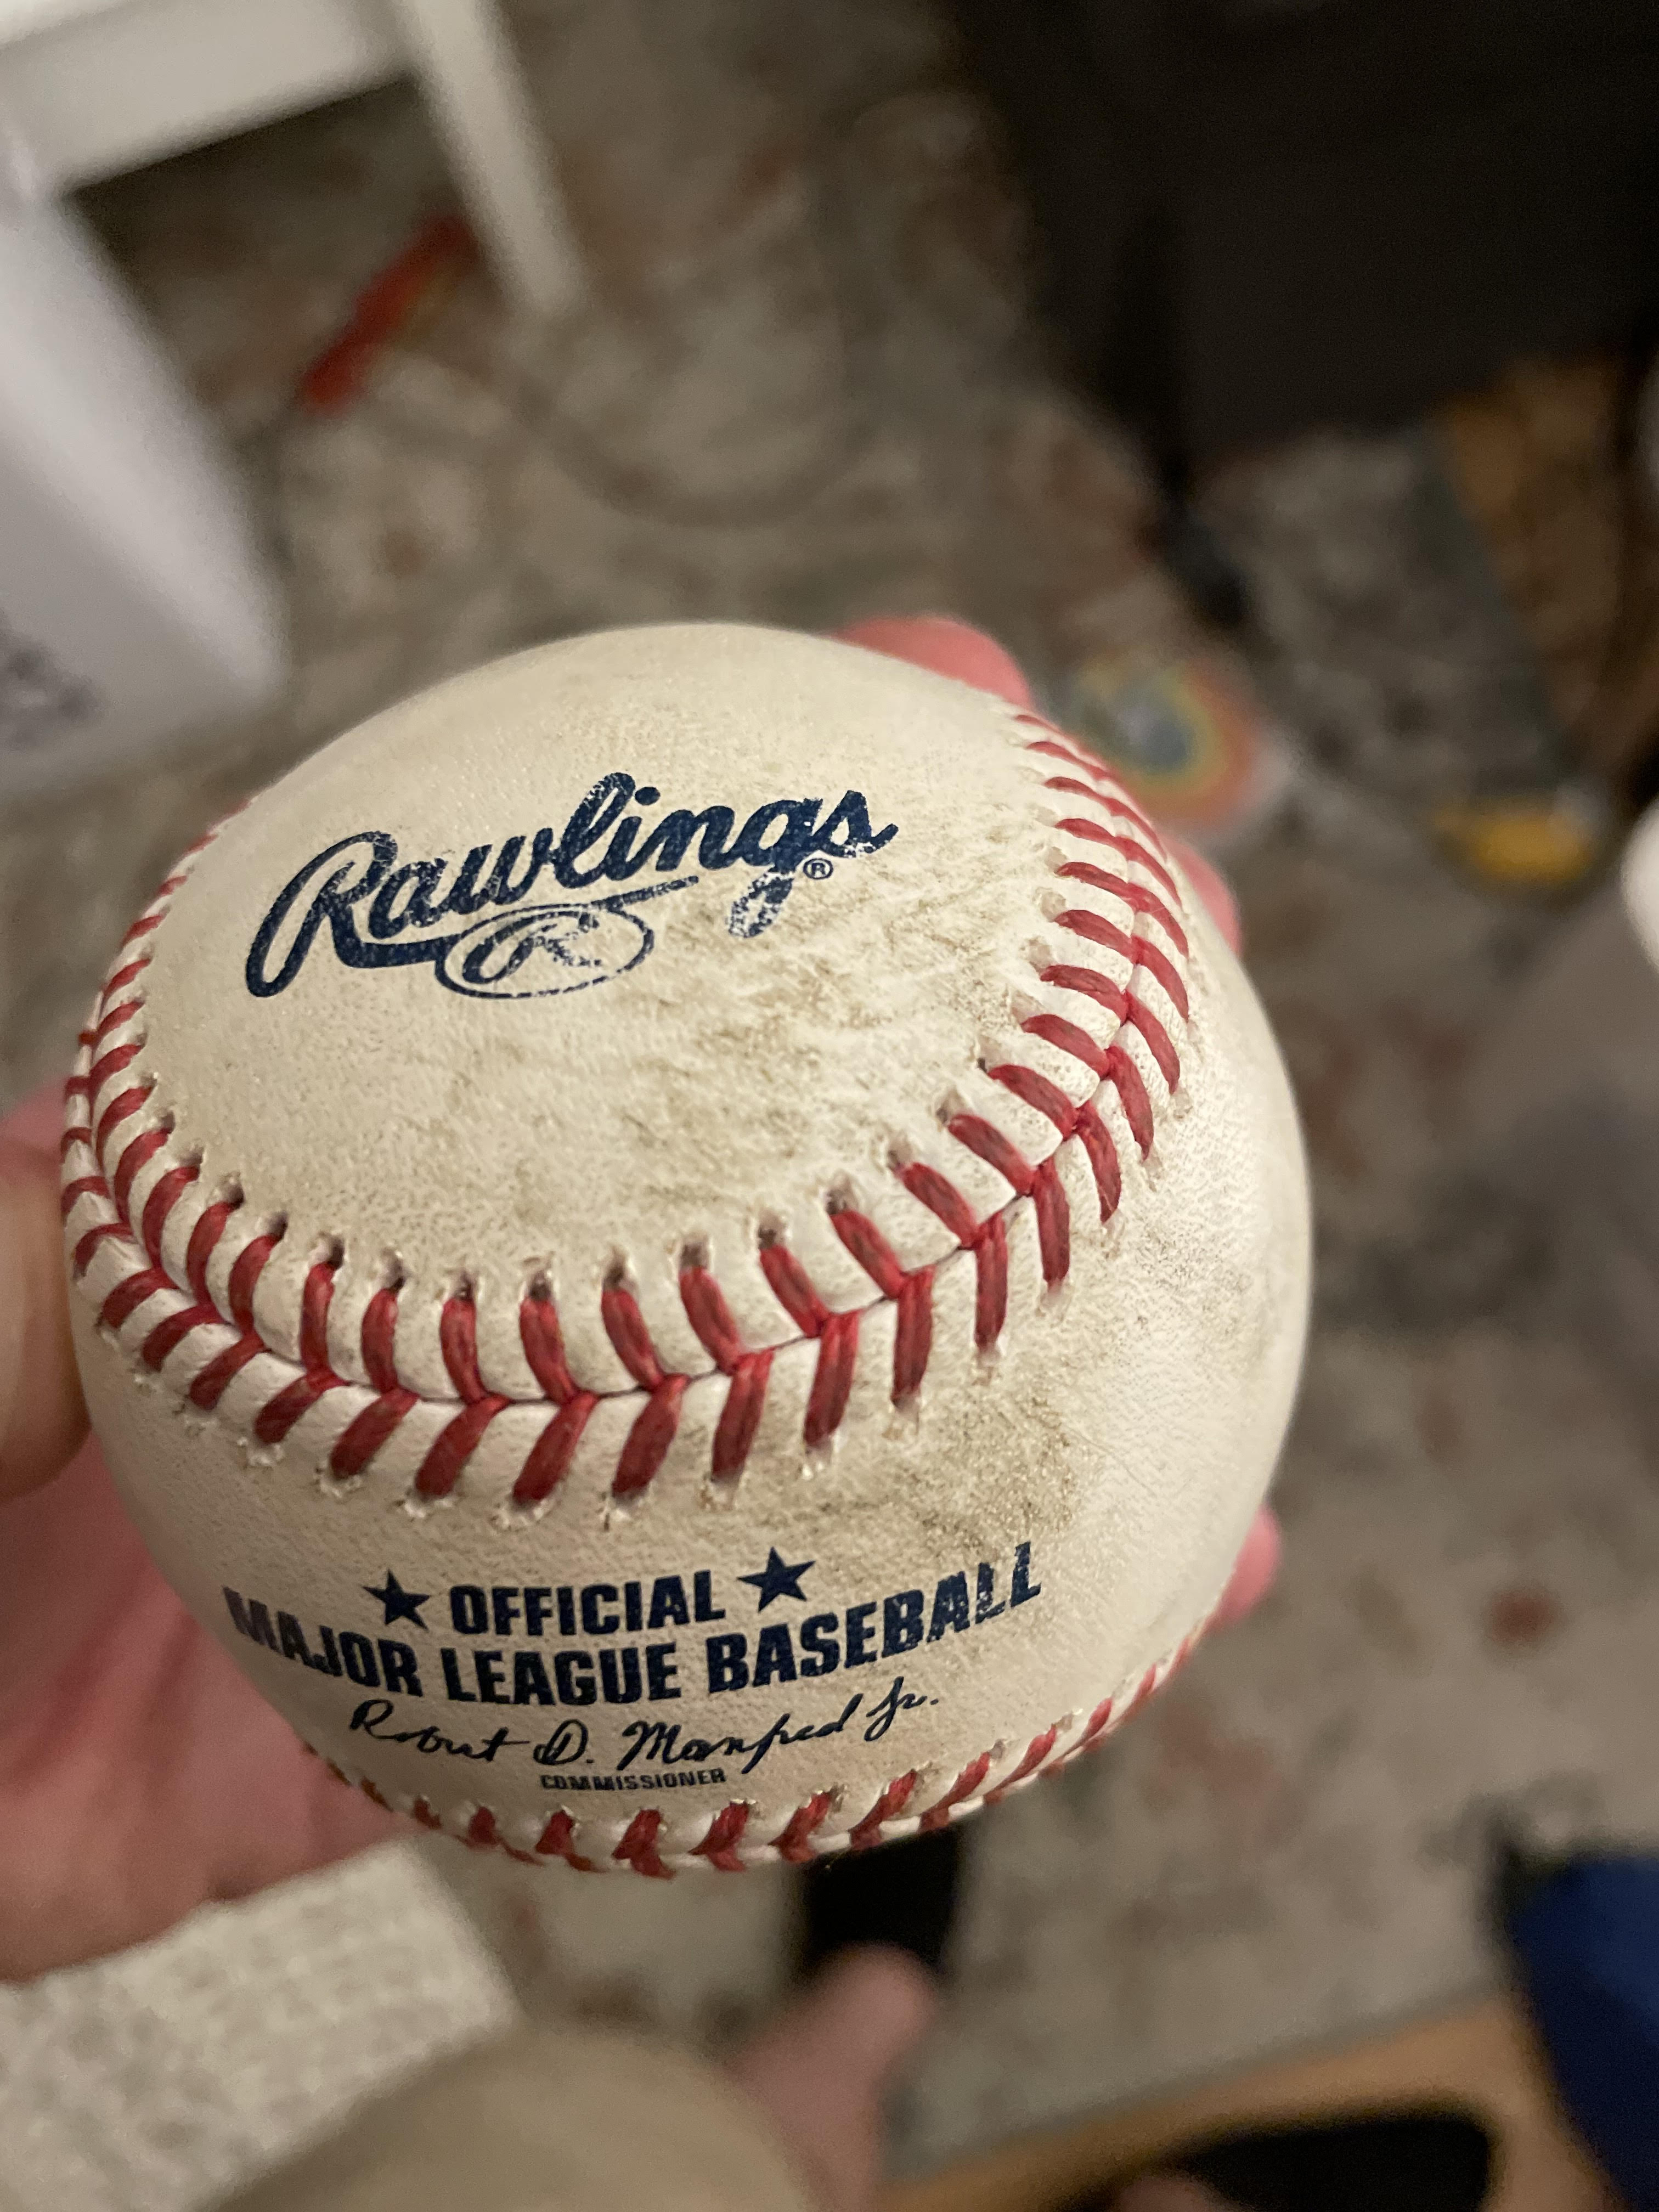 Rawlings®
R
★ OFFICIAL ★
MAJOR LEAGUE BASEBALL
Robert D. Manfred Jr.
COMMISSIONER